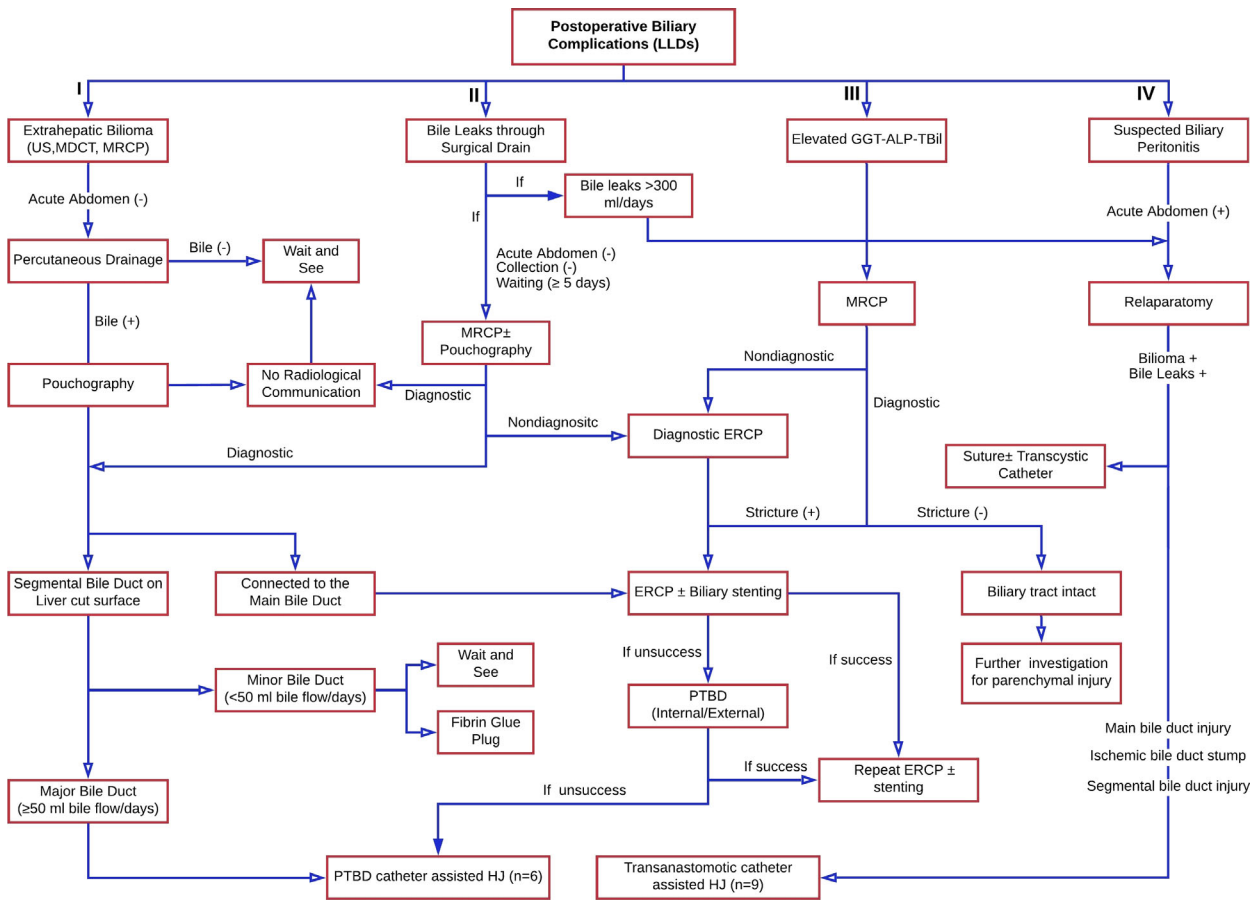 Postoperative Biliary
Complications (LLDs)
I
II
III
IV
Extrahepatic Bilioma
(US,MDCT, MRCP)
Bile Leaks through
Surgical Drain
Elevated GGT-ALP-TBil
Suspected Biliary
Peritonitis
If
Bile leaks >300
ml/days
Acute Abdomen (-)
If
Acute Abdomen (+)
Percutaneous Drainage
Bile (-)
Wait and
See
Acute Abdomen (-)
Collection (-)
Waiting (≥ 5 days)
MRCP
Relaparatomy
Bile (+)
MRCP±
Pouchography
Nondiagnostic
Bilioma +
Bile Leaks +
Pouchography
No Radiological
Communication
Diagnostic
Diagnostic
Nondiagnositc
Diagnostic ERCP
Diagnostic
Suture± Transcystic
Catheter
Stricture (+)
Stricture (-)
Segmental Bile Duct on
Liver cut surface
Connected to the
Main Bile Duct
ERCP ± Biliary stenting
Biliary tract intact
If unsuccess
If success
Wait and
See
Minor Bile Duct
(<50 ml bile flow/days)
Further investigation
for parenchymal injury
PTBD
(Internal/External)
Fibrin Glue
Plug
Main bile duct injury
Ischemic bile duct stump
Segmental bile duct injury
If success
Repeat ERCP ±
stenting
Major Bile Duct
(≥50 ml bile flow/days)
If unsuccess
PTBD catheter assisted HJ (n=6)
Transanastomotic catheter
assisted HJ (n=9)